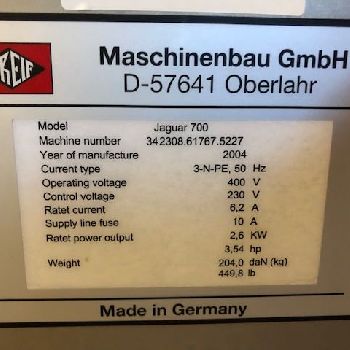 REIF
Maschinenbau GmbH
D-57641 Oberlahr
Model Jaguar 700
Machine number 342308.61767.5227
Year of manufacture 2004
Current type 3-N-PE, 50 Hz
Operating voltage 400 V
Control voltage 230 V
Ratet current 6,2 A
Supply line fuse 10 A
Ratet power output 2,6 KW
3,54 hp
Weight 204,0 daN (kg)
449,8 lb
Made in Germany